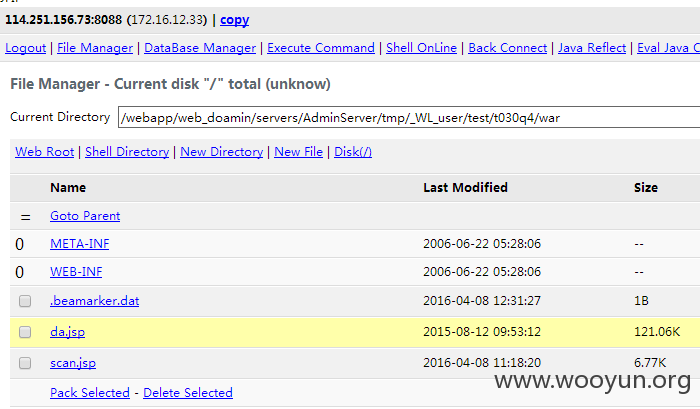 114.251.156.73:8088 (172.16.12.33) | copy
Logout | File Manager | DataBase Manager | Execute Command | Shell OnLine | Back Connect | Java Reflect | Eval Java C
File Manager - Current disk "/" total (unknow)
Current Directory /webapp/web_doamin/servers/AdminServer/tmp/_WL_user/test/t030q4/war
Web Root | Shell Directory | New Directory | New File | Disk(/)
Name Last Modified Size
= Goto Parent
0 META-INF 2006-06-22 05:28:06 --
0 WEB-INF 2006-06-22 05:28:06 --
.beamarker.dat 2016-04-08 12:31:27 1B
da.jsp 2015-08-12 09:53:12 121.06K
scan.jsp 2016-04-08 11:18:20 6.77K
Pack Selected - Delete Selected
www.wooyun.org